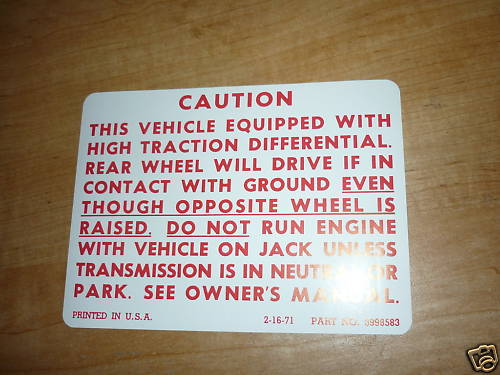 CAUTION
THIS VEHICLE EQUIPPED WITH
HIGH TRACTION DIFFERENTIAL.
REAR WHEEL WILL DRIVE IF IN
CONTACT WITH GROUND EVEN
THOUGH OPPOSITE WHEEL IS
RAISED. DO NOT RUN ENGINE
WITH VEHICLE ON JACK UNLESS
TRANSMISSION IS IN NEUTRAL OR
PARK. SEE OWNER'S MANUAL.
PRINTED IN U.S.A. 2-16-71 PART NO. 3998583